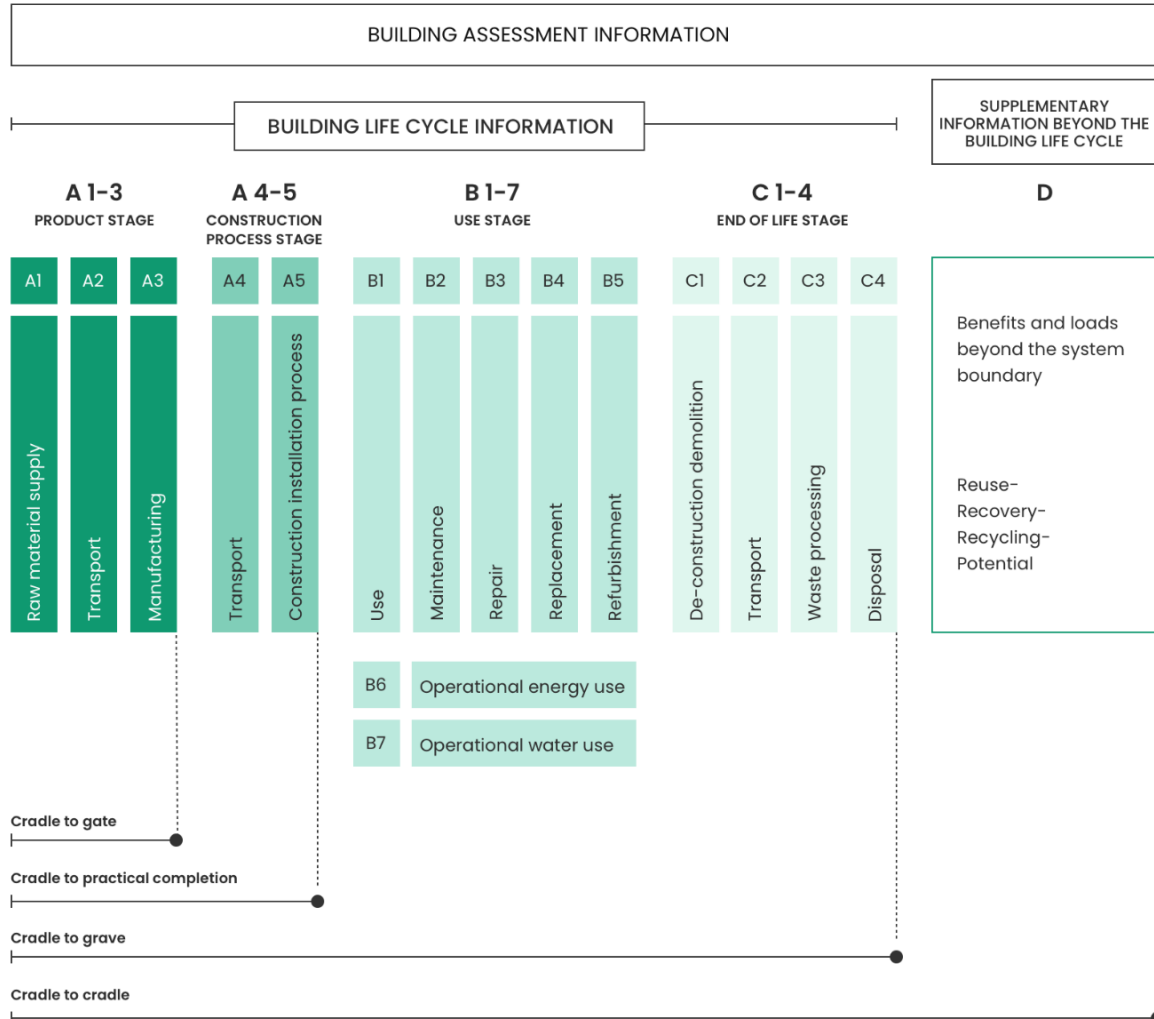 BUILDING ASSESSMENT INFORMATION
BUILDING LIFE CYCLE INFORMATION
SUPPLEMENTARY
INFORMATION BEYOND THE
BUILDING LIFE CYCLE
A 1-3
PRODUCT STAGE
A 4-5
CONSTRUCTION
PROCESS STAGE
B 1-7
USE STAGE
C 1-4
END OF LIFE STAGE
D
A1
A2
A3
A4
A5
B1
B2
B3
B4
B5
C1
C2
C3
C4
Raw material supply
Transport
Manufacturing
Transport
Construction installation process
Use
Maintenance
Repair
Replacement
Refurbishment
De-construction demolition
Transport
Waste processing
Disposal
Benefits and loads
beyond the system
boundary
Reuse-
Recovery-
Recycling-
Potential
B6
Operational energy use
B7
Operational water use
Cradle to gate
Cradle to practical completion
Cradle to grave
Cradle to cradle